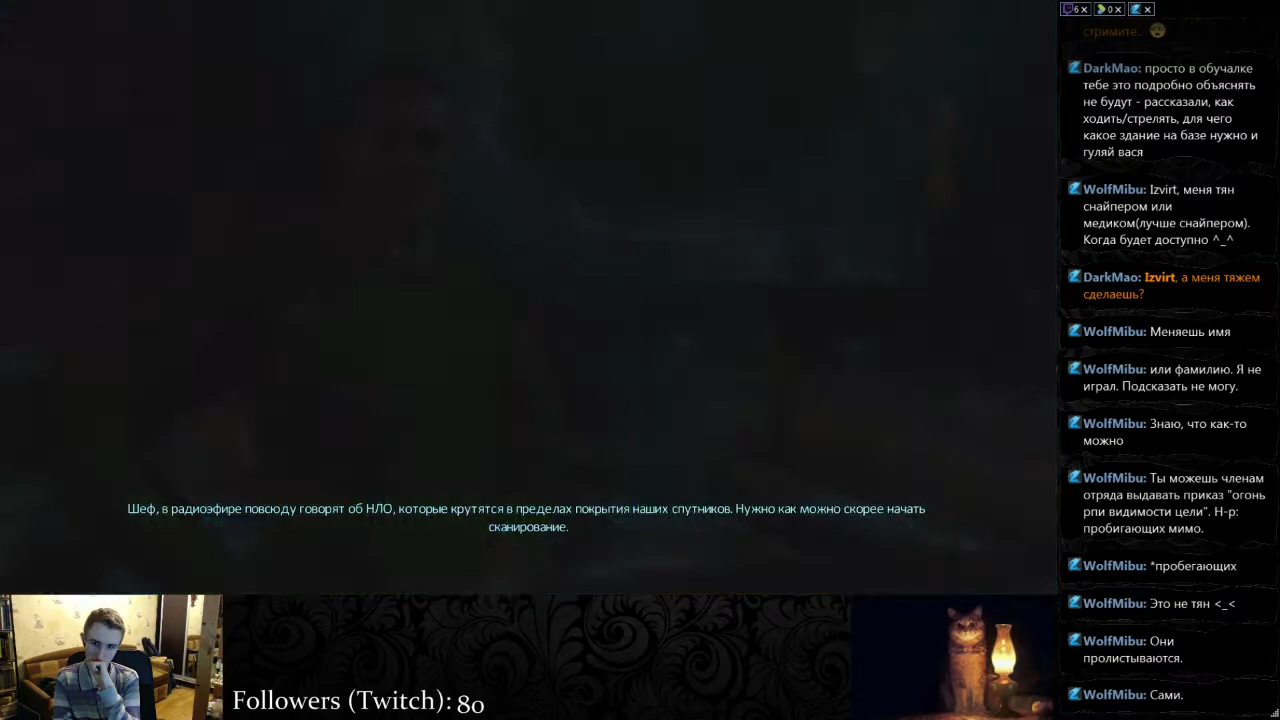 6 × 0 × ×
стримите..
DarkMao: просто в обучалке
тебе это подробно объяснять
не будут - рассказали, как
ходить/стрелять, для чего
какое здание на базе нужно и
гуляй вася
WolfMibu: Izvirt, меня тян
снайпером или
медиком(лучше снайпером).
Когда будет доступно ^_^
DarkMao: Izvirt, а меня тяжем
сделаешь?
WolfMibu: Меняешь имя
WolfMibu: или фамилию. Я не
играл. Подсказать не могу.
WolfMibu: Знаю, что как-то
можно
WolfMibu: Ты можешь членам
отряда выдавать приказ "огонь
рпи видимости цели". Н-р:
пробигающих мимо.
WolfMibu: *пробегающих
WolfMibu: Это не тян <_<
WolfMibu: Они
пролистываются.
WolfMibu: Сами.
Шеф, в радиоэфире повсюду говорят об НЛО, которые крутятся в пределах покрытия наших спутников. Нужно как можно скорее начать
сканирование.
Followers (Twitch): 80